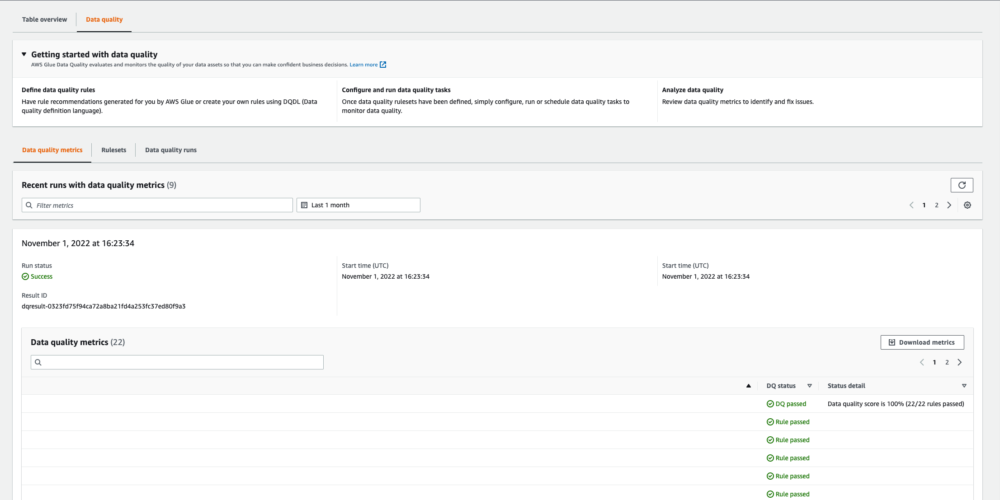 Table overview
Data quality
Getting started with data quality
AWS Glue Data Quality evaluates and monitors the quality of your data assets so that you can make confident business decisions. Learn more
Define data quality rules
Have rule recommendations generated for you by AWS Glue or create your own rules using DQDL (Data
quality definition language).
Configure and run data quality tasks
Once data quality rulesets have been defined, simply configure, run or schedule data quality tasks to
monitor data quality.
Analyze data quality
Review data quality metrics to identify and fix issues.
Data quality metrics
Rulesets
Data quality runs
Recent runs with data quality metrics (9)
Filter metrics
Last 1 month
1 2
November 1, 2022 at 16:23:34
Run status
Success
Start time (UTC)
November 1, 2022 at 16:23:34
Start time (UTC)
November 1, 2022 at 16:23:34
Result ID
dqresult-0323fd75f94ca72a8ba21fd4a253fc37ed80f9a3
Data quality metrics (22)
Download metrics
1 2
DQ status
Status detail
DQ passed
Data quality score is 100% (22/22 rules passed)
Rule passed
Rule passed
Rule passed
Rule passed
Rule passed